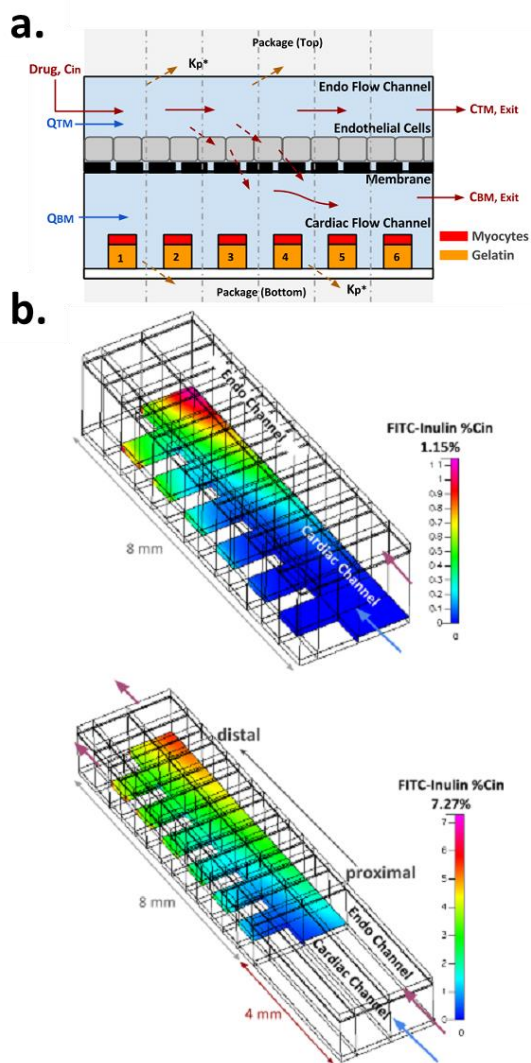 a.
Package (Top)
Kp*
Drug, Cin
Endo Flow Channel
CTM, Exit
QTM
Endothelial Cells
Membrane
CBM, Exit
QBM
Cardiac Flow Channel
Myocytes
Gelatin
1 2 3 4 5 6
Package (Bottom)
Kp*
b.
Endo Channel
Cardiac Channel
8 mm
FITC-Inulin %Cin
1.15%
1
0.9
0.8
0.7
0.6
0.5
0.4
0.3
0.2
0.1
0
distal
proximal
Endo Channel
Cardiac Channel
8 mm
4 mm
FITC-Inulin %Cin
7.27%
7
6
5
4
3
2
1
0
0